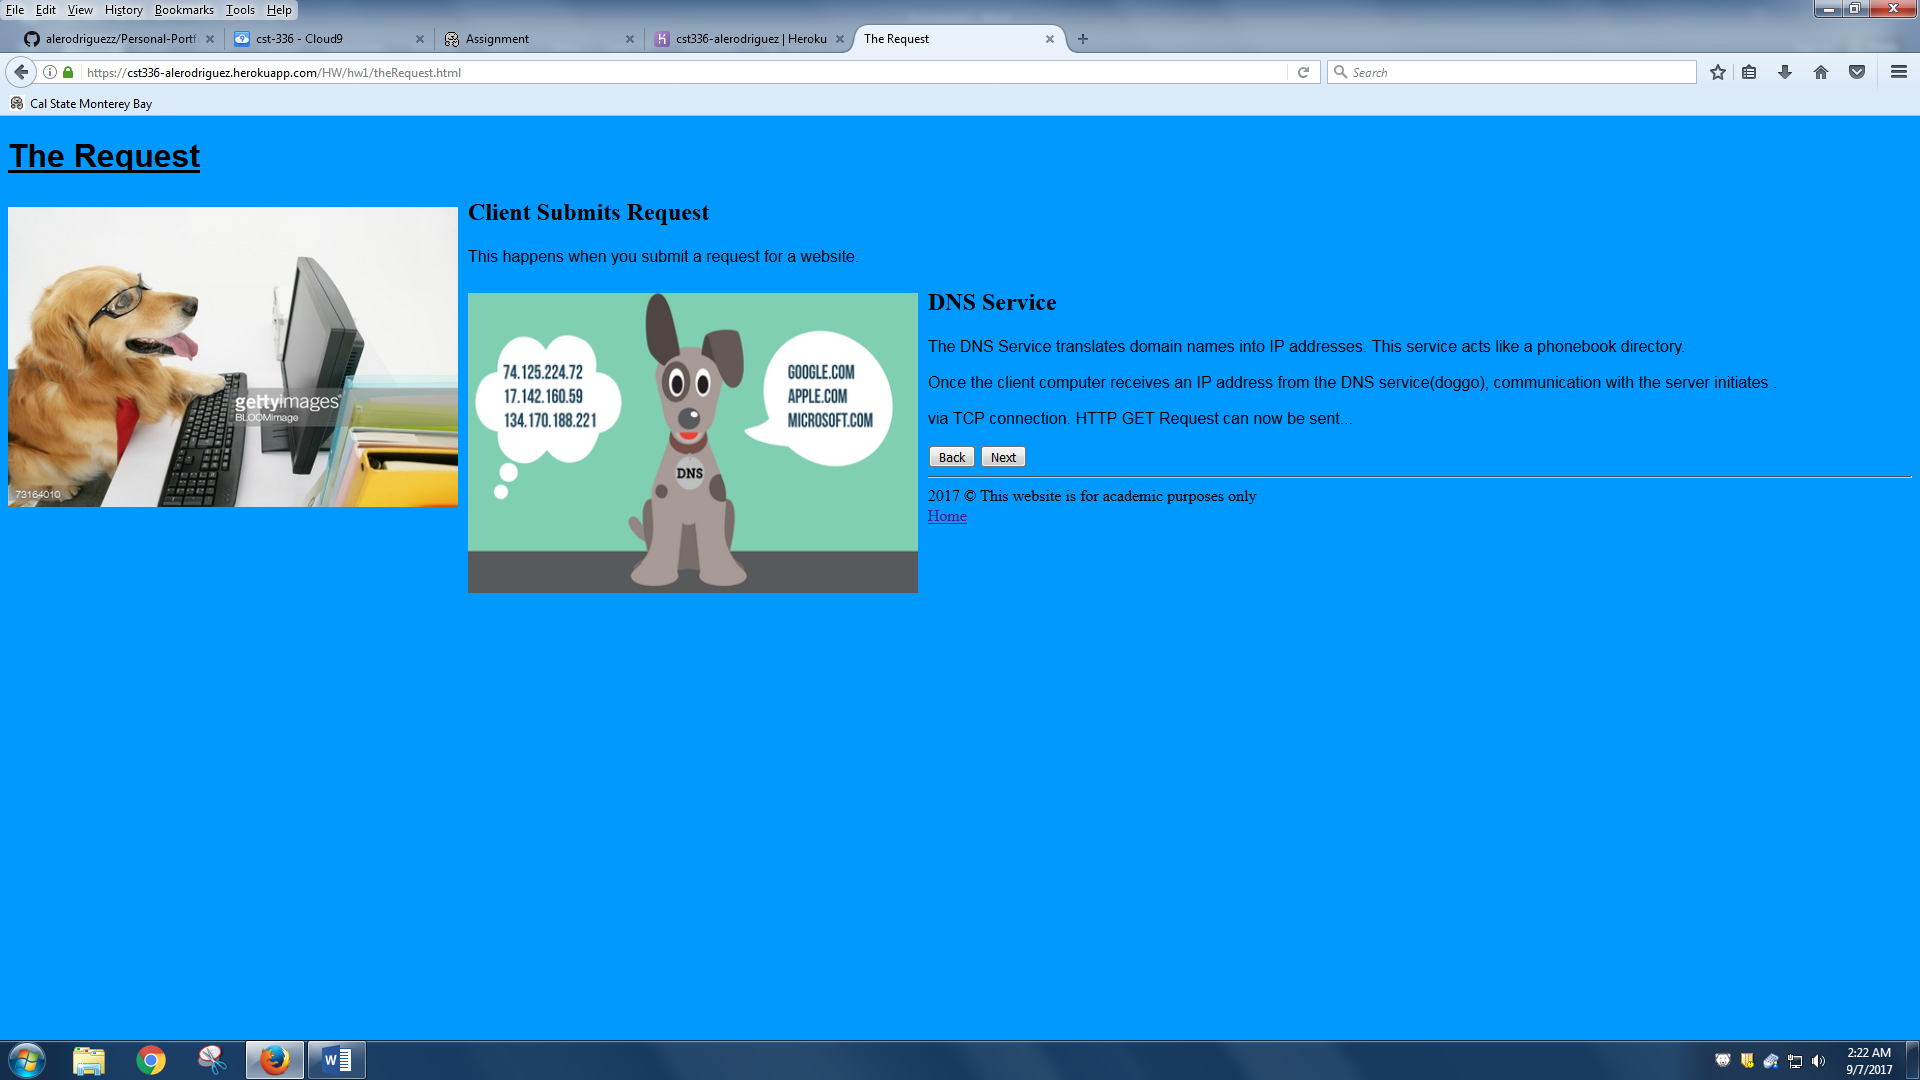 File Edit View History Bookmarks Tools Help
alerodriguezz/Personal-Portf
cst-336 - Cloud9
Assignment
cst336-alerodriguez | Heroku
The Request
https://cst336-alerodriguez.herokuapp.com/HW/hw1/theRequest.html
Search
Cal State Monterey Bay
The Request
gettyimages
BLOOMimage
73164010
Client Submits Request
This happens when you submit a request for a website.
74.125.224.72
17.142.160.59
134.170.188.221
GOOGLE.COM
APPLE.COM
MICROSOFT.COM
DNS
DNS Service
The DNS Service translates domain names into IP addresses. This service acts like a phonebook directory.
Once the client computer receives an IP address from the DNS service(doggo), communication with the server initiates .
via TCP connection. HTTP GET Request can now be sent...
Back Next
2017 © This website is for academic purposes only
Home
2:22 AM
9/7/2017